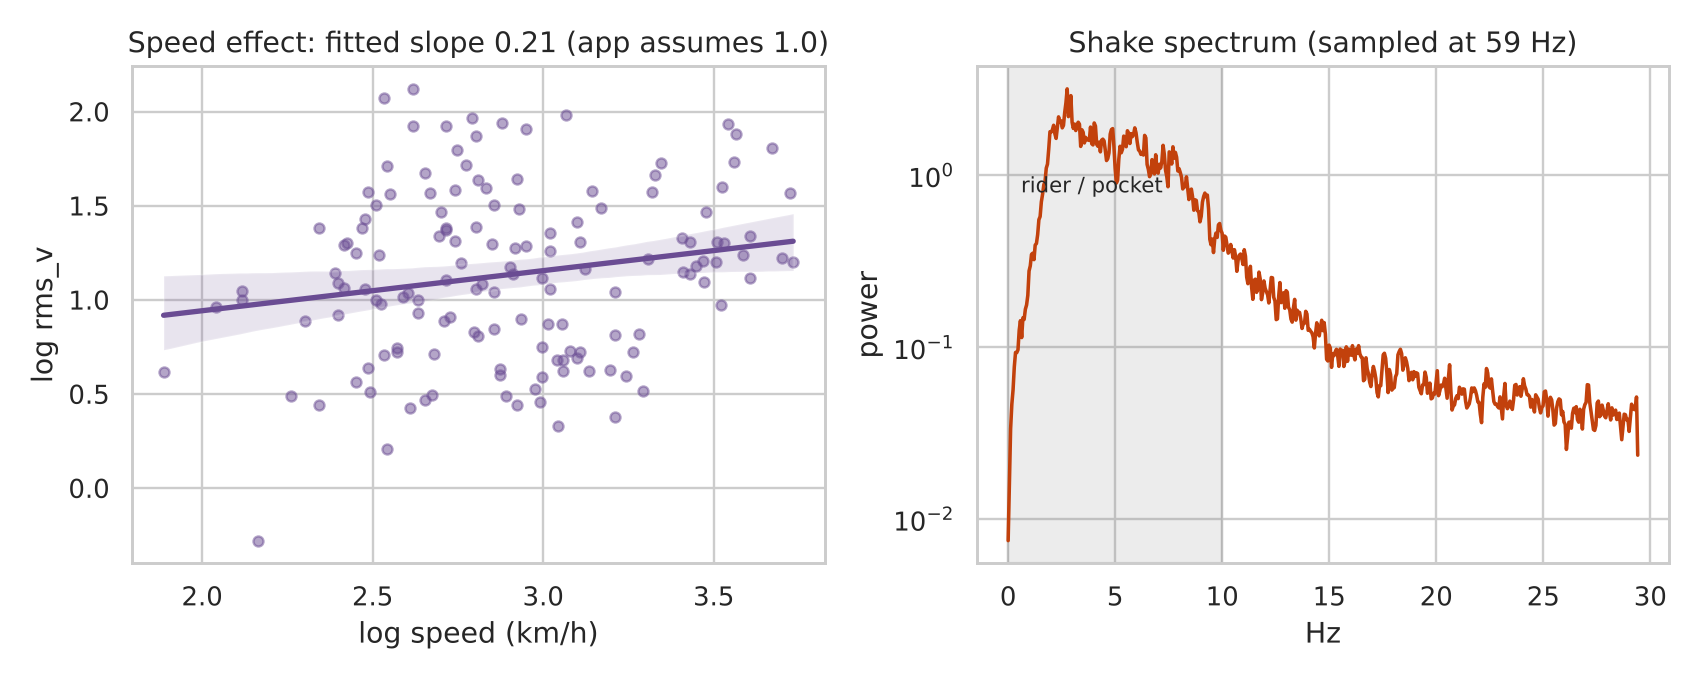 Speed effect: fitted slope 0.21 (app assumes 1.0)
log rms_v
2.0
1.5
1.0
0.5
0.0
2.0 2.5 3.0 3.5
log speed (km/h)
Shake spectrum (sampled at 59 Hz)
power
10⁰
10⁻¹
10⁻²
rider / pocket
0 5 10 15 20 25 30
Hz